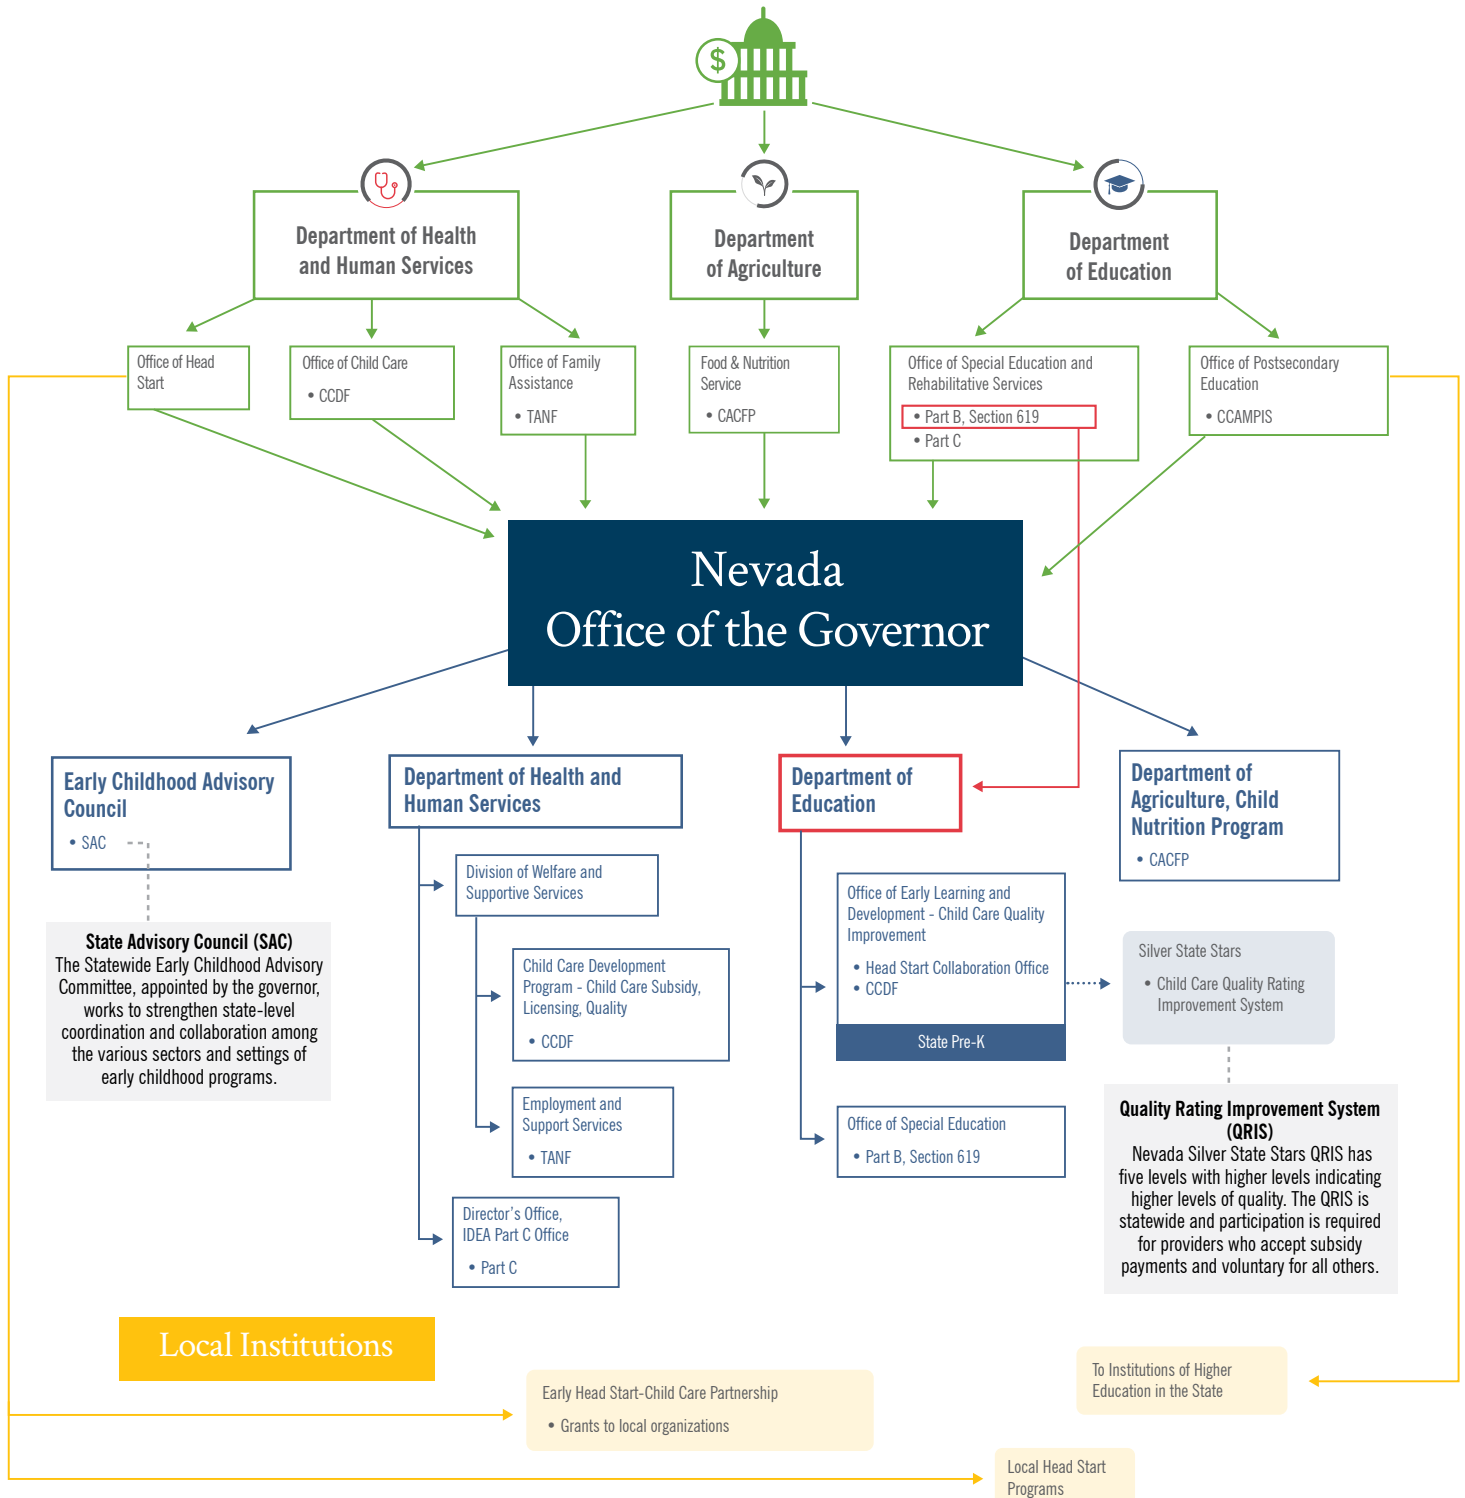 $
Department of Health
and Human Services
Department
of Agriculture
Department
of Education
Office of Head
Start
Office of Child Care
• CCDF
Office of Family
Assistance
• TANF
Food & Nutrition
Service
• CACFP
Office of Special Education and
Rehabilitative Services
• Part B, Section 619
• Part C
Office of Postsecondary
Education
• CCAMPIS
Nevada
Office of the Governor
Early Childhood Advisory
Council
• SAC
State Advisory Council (SAC)
The Statewide Early Childhood Advisory
Committee, appointed by the governor,
works to strengthen state-level
coordination and collaboration among
the various sectors and settings of
early childhood programs.
Department of Health and
Human Services
Division of Welfare and
Supportive Services
Child Care Development
Program - Child Care Subsidy,
Licensing, Quality
• CCDF
Employment and
Support Services
• TANF
Director's Office,
IDEA Part C Office
• Part C
Department of
Education
Office of Early Learning and
Development - Child Care Quality
Improvement
• Head Start Collaboration Office
• CCDF
State Pre-K
Office of Special Education
• Part B, Section 619
Department of
Agriculture, Child
Nutrition Program
• CACFP
Silver State Stars
• Child Care Quality Rating
Improvement System
Quality Rating Improvement System
(QRIS)
Nevada Silver State Stars QRIS has
five levels with higher levels indicating
higher levels of quality. The QRIS is
statewide and participation is required
for providers who accept subsidy
payments and voluntary for all others.
Local Institutions
Early Head Start-Child Care Partnership
• Grants to local organizations
To Institutions of Higher
Education in the State
Local Head Start
Programs